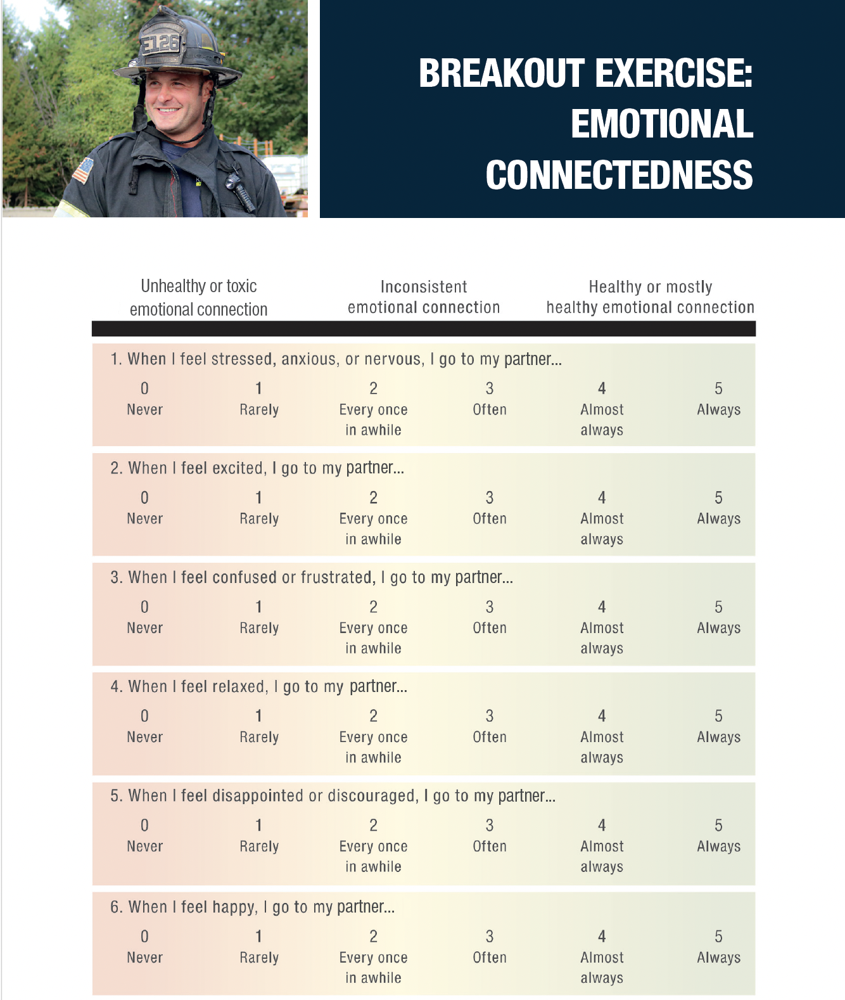 E126
BREAKOUT EXERCISE:
EMOTIONAL
CONNECTEDNESS
Unhealthy or toxic
emotional connection
Inconsistent
emotional connection
Healthy or mostly
healthy emotional connection
1. When I feel stressed, anxious, or nervous, I go to my partner...
0 1 2 3 4 5
Never Rarely Every once Often Almost Always
in awhile always
2. When I feel excited, I go to my partner...
0 1 2 3 4 5
Never Rarely Every once Often Almost Always
in awhile always
3. When I feel confused or frustrated, I go to my partner...
0 1 2 3 4 5
Never Rarely Every once Often Almost Always
in awhile always
4. When I feel relaxed, I go to my partner...
0 1 2 3 4 5
Never Rarely Every once Often Almost Always
in awhile always
5. When I feel disappointed or discouraged, I go to my partner...
0 1 2 3 4 5
Never Rarely Every once Often Almost Always
in awhile always
6. When I feel happy, I go to my partner...
0 1 2 3 4 5
Never Rarely Every once Often Almost Always
in awhile always